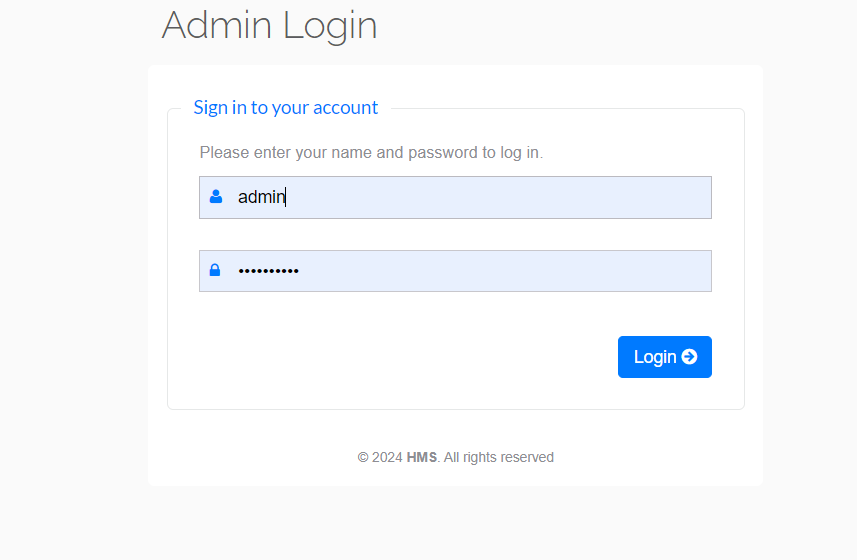 Admin Login
Sign in to your account
Please enter your name and password to log in.
admin
••••••••••
Login
© 2024 HMS. All rights reserved